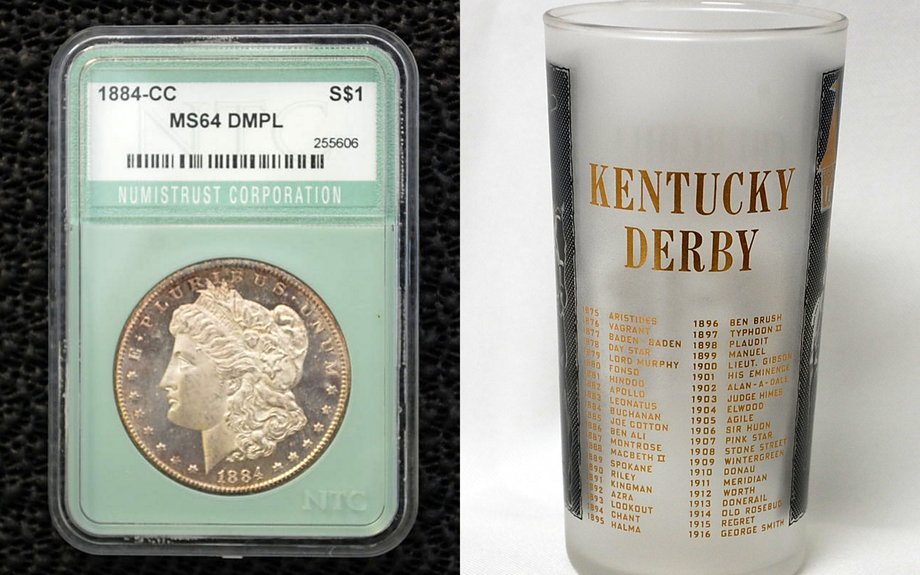 1884-CC S$1
MS64 DMPL
255606
NUMISTRUST CORPORATION
E·PLURIBUS·UNUM
1884
NTC
KENTUCKY
DERBY
1875 ARISTIDES
1876 VAGRANT
1877 BADEN-BADEN
1878 DAY STAR
1879 LORD MURPHY
1880 FONSO
1881 HINDOO
1882 APOLLO
1883 LEONATUS
1884 BUCHANAN
1885 JOE COTTON
1886 BEN ALI
1887 MONTROSE
1888 MACBETH II
1889 SPOKANE
1890 RILEY
1891 KINGMAN
1892 AZRA
1893 LOOKOUT
1894 CHANT
1895 HALMA
1896 BEN BRUSH
1897 TYPHOON II
1898 PLAUDIT
1899 MANUEL
1900 LIEUT. GIBSON
1901 HIS EMINENCE
1902 ALAN-A-DALE
1903 JUDGE HIMES
1904 ELWOOD
1905 AGILE
1906 SIR HUON
1907 PINK STAR
1908 STONE STREET
1909 WINTERGREEN
1910 DONAU
1911 MERIDIAN
1912 WORTH
1913 DONERAIL
1914 OLD ROSEBUD
1915 REGRET
1916 GEORGE SMITH